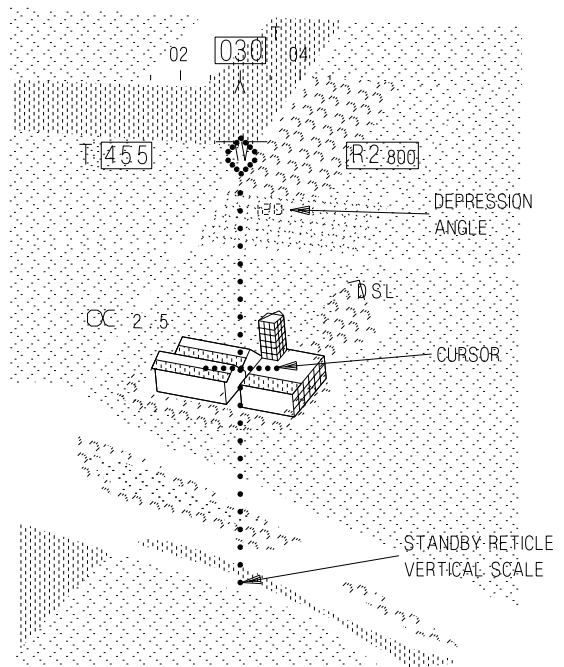 T
02 030 04
T 455 R2.800
DEPRESSION
ANGLE
DSL
2.5
CURSOR
STANDBY RETICLE
VERTICAL SCALE